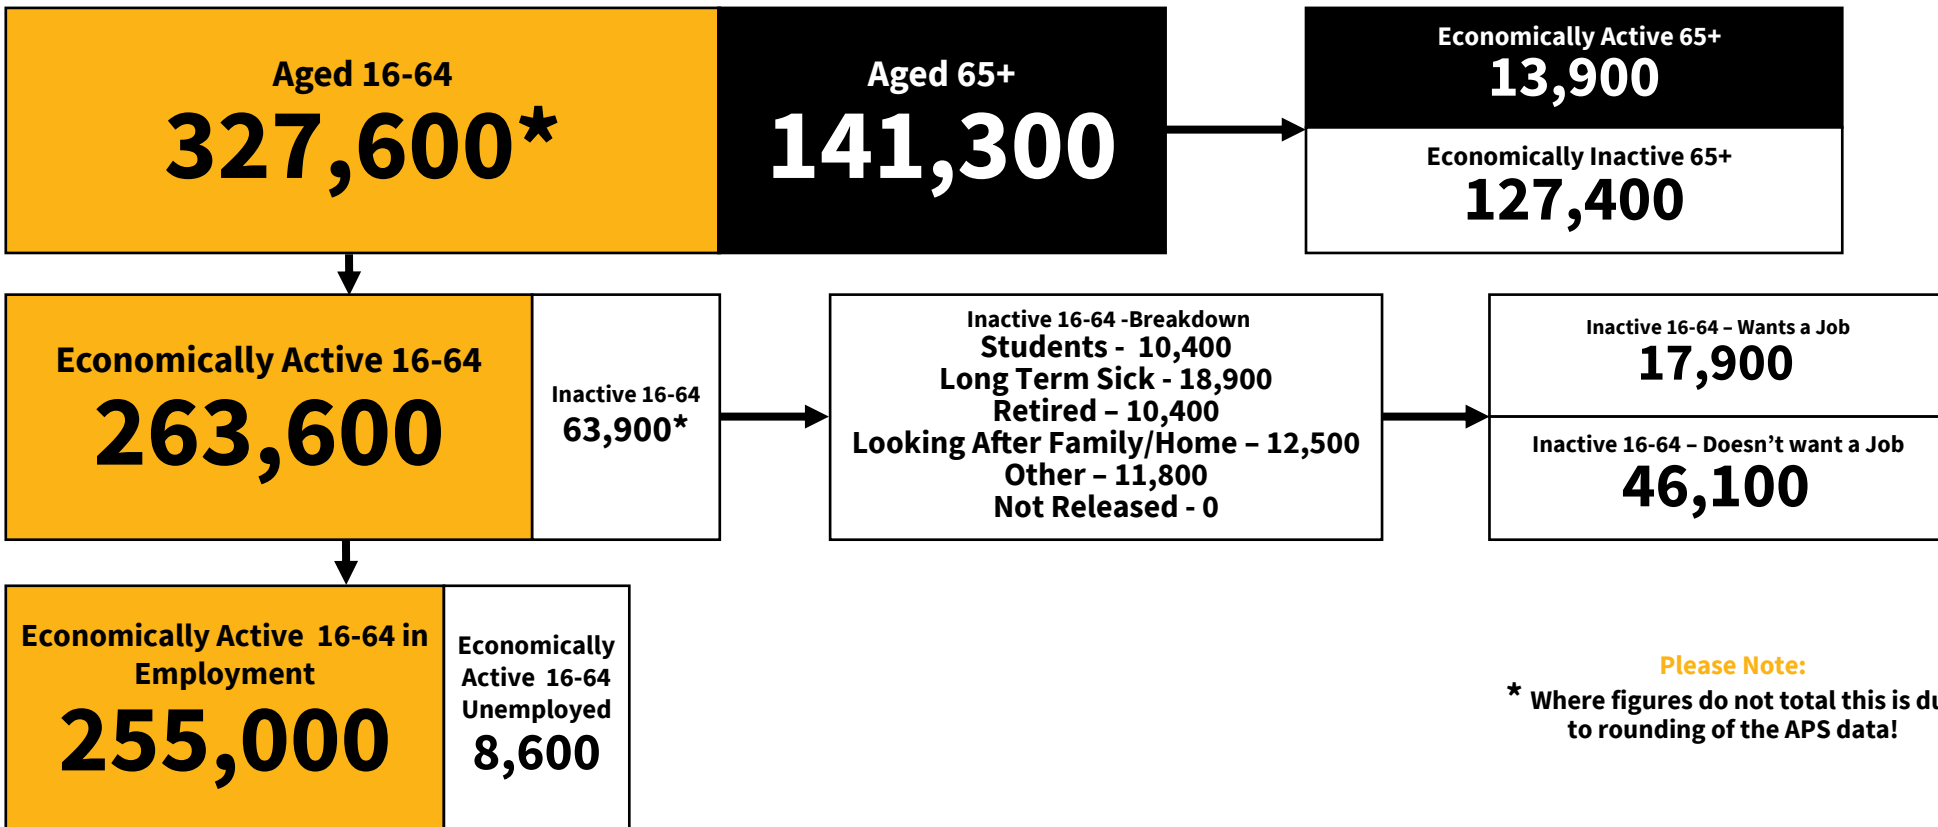 Aged 16-64
327,600*
Aged 65+
141,300
Economically Active 65+
13,900
Economically Inactive 65+
127,400
Economically Active 16-64
263,600
Inactive 16-64
63,900*
Inactive 16-64 -Breakdown
Students - 10,400
Long Term Sick - 18,900
Retired – 10,400
Looking After Family/Home – 12,500
Other – 11,800
Not Released - 0
Inactive 16-64 – Wants a Job
17,900
Inactive 16-64 – Doesn’t want a Job
46,100
Economically Active 16-64 in
Employment
255,000
Economically
Active 16-64
Unemployed
8,600
Please Note:
* Where figures do not total this is du
to rounding of the APS data!